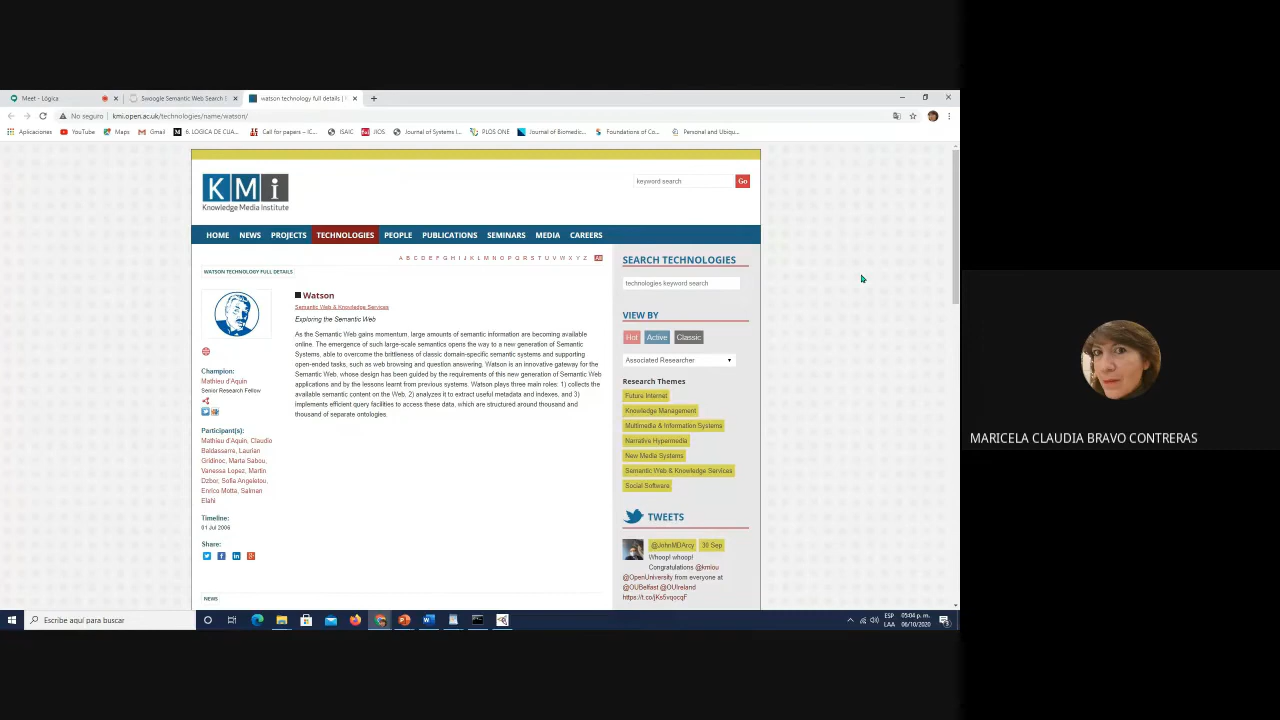 Meet - Lógica
Swoogle Semantic Web Search
watson technology full details |
No seguro
kmi.open.ac.uk/technologies/name/watson/
Aplicaciones
YouTube
Maps
Gmail
6. LOGICA DE CUA...
Call for papers – IC...
ISAIC
JIOS
Journal of Systems I...
PLOS ONE
Journal of Biomedic...
Foundations of Co...
Personal and Ubiqu...
KMi
Knowledge Media Institute
keyword search
Go
HOME NEWS PROJECTS TECHNOLOGIES PEOPLE PUBLICATIONS SEMINARS MEDIA CAREERS
A B C D E F G H I J K L M N O P Q R S T U V W X Y Z All
WATSON TECHNOLOGY FULL DETAILS
Champion:
Mathieu d'Aquin
Senior Research Fellow
Participant(s):
Mathieu d'Aquin, Claudio
Baldassarre, Laurian
Gridinoc, Marta Sabou,
Vanessa Lopez, Martin
Dzbor, Sofia Angeletou,
Enrico Motta, Salman
Elahi
Timeline:
01 Jul 2006
Share:
Watson
Semantic Web & Knowledge Services
Exploring the Semantic Web
As the Semantic Web gains momentum, large amounts of semantic information are becoming available
online. The emergence of such large-scale semantics opens the way to a new generation of Semantic
Systems, able to overcome the brittleness of classic domain-specific semantic systems and supporting
open-ended tasks, such as web browsing and question answering. Watson is an innovative gateway for the
Semantic Web, whose design has been guided by the requirements of this new generation of Semantic Web
applications and by the lessons learnt from previous systems. Watson plays three main roles: 1) collects the
available semantic content on the Web, 2) analyzes it to extract useful metadata and indexes, and 3)
implements efficient query facilities to access these data, which are structured around thousand and
thousand of separate ontologies.
NEWS
SEARCH TECHNOLOGIES
technologies keyword search
VIEW BY
Hot Active Classic
Associated Researcher
Research Themes
Future Internet
Knowledge Management
Multimedia & Information Systems
Narrative Hypermedia
New Media Systems
Semantic Web & Knowledge Services
Social Software
TWEETS
@JohnMDArcy 30 Sep
Whoop! whoop!
Congratulations @kmiou
@OpenUniversity from everyone at
@OUBelfast @OUIreland
https://t.co/jKs5vqocqF
MARICELA CLAUDIA BRAVO CONTRERAS
Escribe aquí para buscar
ESP
LAA
05:04 p. m.
06/10/2020